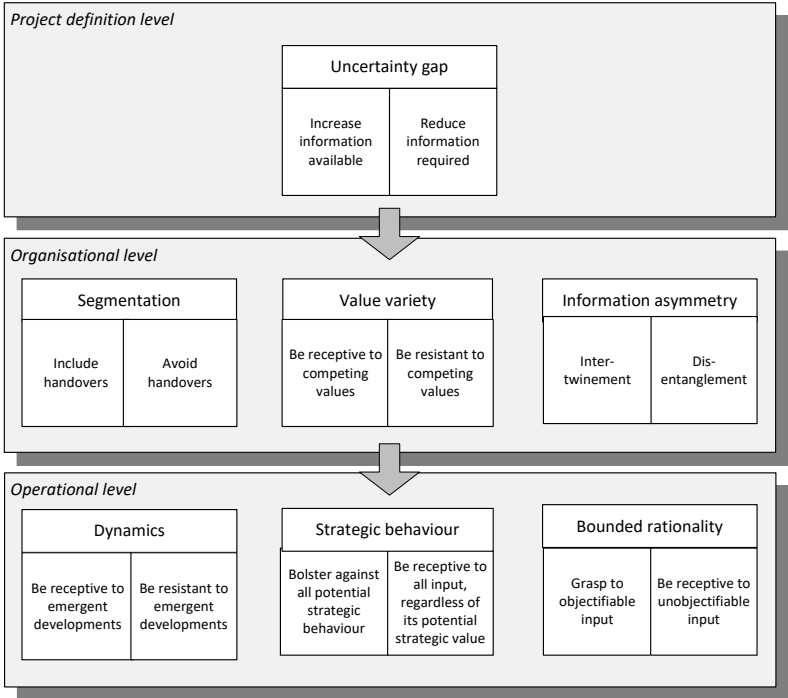 Project definition level
Uncertainty gap
Increase
information
available
Reduce
information
required
Organisational level
Segmentation
Include
handovers
Avoid
handovers
Value variety
Be receptive to
competing
values
Be resistant to
competing
values
Information asymmetry
Inter-
twinement
Dis-
entanglement
Operational level
Dynamics
Be receptive to
emergent
developments
Be resistant to
emergent
developments
Strategic behaviour
Bolster against
all potential
strategic
behaviour
Be receptive to
all input,
regardless of
its potential
strategic value
Bounded rationality
Grasp to
objectifiable
input
Be receptive to
unobjectifiable
input